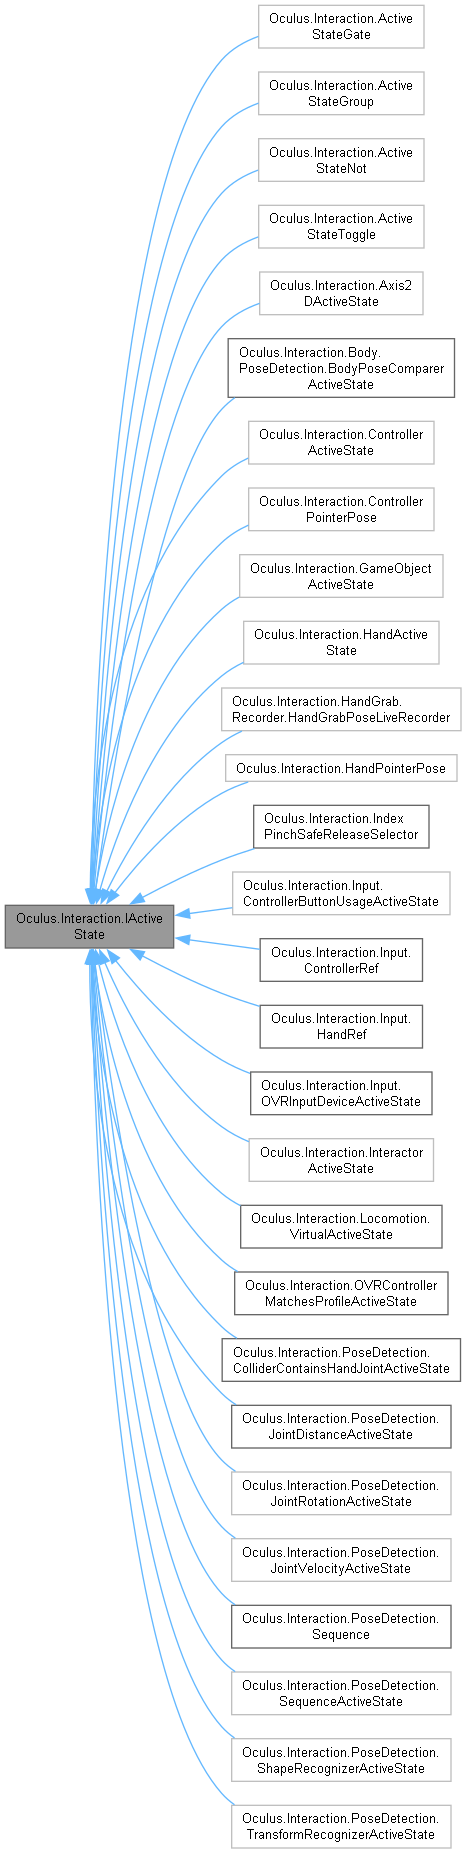 Oculus.Interaction.Active
StateGate
Oculus.Interaction.Active
StateGroup
Oculus.Interaction.Active
StateNot
Oculus.Interaction.Active
StateToggle
Oculus.Interaction.Axis2
DActiveState
Oculus.Interaction.Body.
PoseDetection.BodyPoseComparer
ActiveState
Oculus.Interaction.Controller
ActiveState
Oculus.Interaction.Controller
PointerPose
Oculus.Interaction.GameObject
ActiveState
Oculus.Interaction.HandActive
State
Oculus.Interaction.HandGrab.
Recorder.HandGrabPoseLiveRecorder
Oculus.Interaction.HandPointerPose
Oculus.Interaction.Index
PinchSafeReleaseSelector
Oculus.Interaction.Input.
ControllerButtonUsageActiveState
Oculus.Interaction.IActive
State
Oculus.Interaction.Input.
ControllerRef
Oculus.Interaction.Input.
HandRef
Oculus.Interaction.Input.
OVRInputDeviceActiveState
Oculus.Interaction.Interactor
ActiveState
Oculus.Interaction.Locomotion.
VirtualActiveState
Oculus.Interaction.OVRController
MatchesProfileActiveState
Oculus.Interaction.PoseDetection.
ColliderContainsHandJointActiveState
Oculus.Interaction.PoseDetection.
JointDistanceActiveState
Oculus.Interaction.PoseDetection.
JointRotationActiveState
Oculus.Interaction.PoseDetection.
JointVelocityActiveState
Oculus.Interaction.PoseDetection.
Sequence
Oculus.Interaction.PoseDetection.
SequenceActiveState
Oculus.Interaction.PoseDetection.
ShapeRecognizerActiveState
Oculus.Interaction.PoseDetection.
TransformRecognizerActiveState